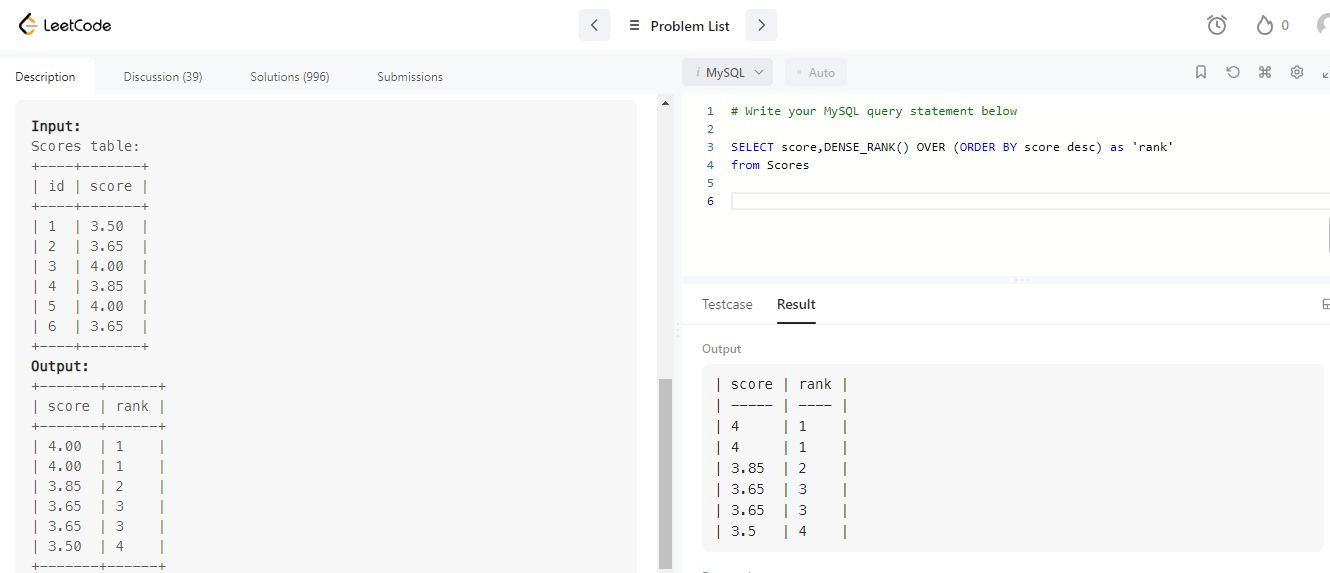 LeetCode
Problem List
0
Description Discussion (39) Solutions (996) Submissions
Input:
Scores table:
+----+-------+
| id | score |
+----+-------+
| 1 | 3.50 |
| 2 | 3.65 |
| 3 | 4.00 |
| 4 | 3.85 |
| 5 | 4.00 |
| 6 | 3.65 |
+----+-------+
Output:
+-------+------+
| score | rank |
+-------+------+
| 4.00 | 1 |
| 4.00 | 1 |
| 3.85 | 2 |
| 3.65 | 3 |
| 3.65 | 3 |
| 3.50 | 4 |
+-------+------+
i MySQL • Auto
1 # Write your MySQL query statement below
2
3 SELECT score,DENSE_RANK() OVER (ORDER BY score desc) as 'rank'
4 from Scores
5
6
Testcase Result
Output
| score | rank |
| ----- | ---- |
| 4 | 1 |
| 4 | 1 |
| 3.85 | 2 |
| 3.65 | 3 |
| 3.65 | 3 |
| 3.5 | 4 |